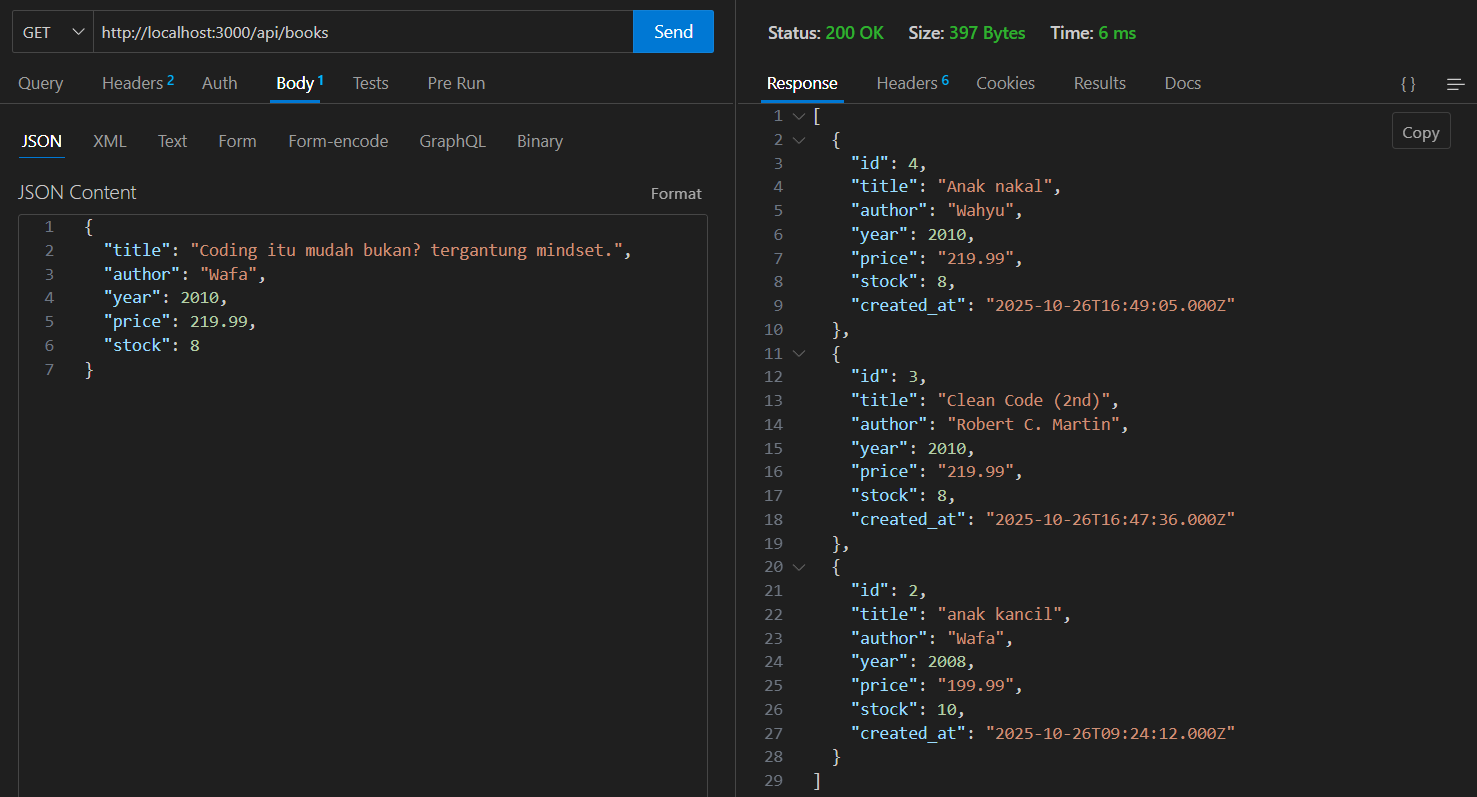 GET http://localhost:3000/api/books Send
Query Headers 2 Auth Body 1 Tests Pre Run
JSON XML Text Form Form-encode GraphQL Binary
JSON Content Format
1 {
2 "title": "Coding itu mudah bukan? tergantung mindset.",
3 "author": "Wafa",
4 "year": 2010,
5 "price": 219.99,
6 "stock": 8
7 }
Status: 200 OK Size: 397 Bytes Time: 6 ms
Response Headers 6 Cookies Results Docs { }
Copy
1 [
2 {
3 "id": 4,
4 "title": "Anak nakal",
5 "author": "Wahyu",
6 "year": 2010,
7 "price": "219.99",
8 "stock": 8,
9 "created_at": "2025-10-26T16:49:05.000Z"
10 },
11 {
12 "id": 3,
13 "title": "Clean Code (2nd)",
14 "author": "Robert C. Martin",
15 "year": 2010,
16 "price": "219.99",
17 "stock": 8,
18 "created_at": "2025-10-26T16:47:36.000Z"
19 },
20 {
21 "id": 2,
22 "title": "anak kancil",
23 "author": "Wafa",
24 "year": 2008,
25 "price": "199.99",
26 "stock": 10,
27 "created_at": "2025-10-26T09:24:12.000Z"
28 }
29 ]